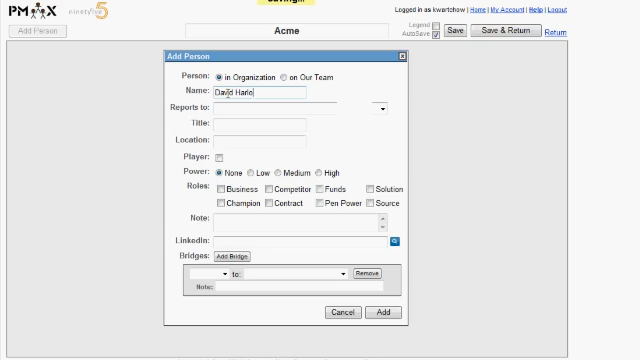 Saving...
PM X ninetyfive 5
Logged in as kwartchow | Home | My Account | Help | Logout
Add Person
Acme
Legend
AutoSave
Save
Save & Return
Return
Add Person
Person: in Organization on Our Team
Name: David Harlo
Reports to:
Title:
Location:
Player:
Power: None Low Medium High
Roles: Business Competitor Funds Solution
Champion Contract Pen Power Source
Note:
LinkedIn:
Bridges: Add Bridge
to: Remove
Note:
Cancel Add